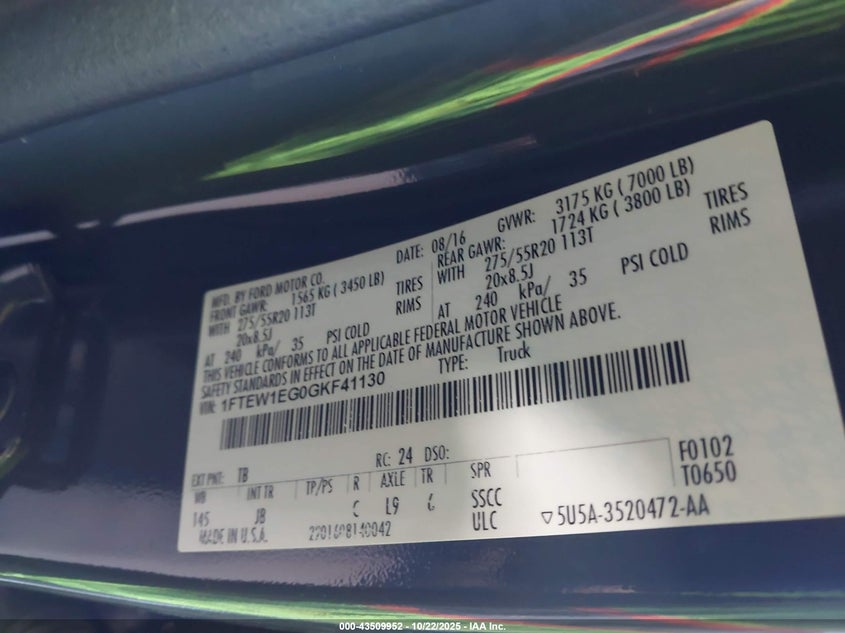 MFD. BY FORD MOTOR CO.
DATE: 08/16 GVWR: 3175 KG ( 7000 LB)
FRONT GAWR: 1565 KG ( 3450 LB) REAR GAWR: 1724 KG ( 3800 LB)
WITH 275/55R20 113T TIRES WITH 275/55R20 113T TIRES
20x8.5J RIMS 20x8.5J RIMS
AT 240 kPa/ 35 PSI COLD AT 240 kPa/ 35 PSI COLD
THIS VEHICLE CONFORMS TO ALL APPLICABLE FEDERAL MOTOR VEHICLE
SAFETY STANDARDS IN EFFECT ON THE DATE OF MANUFACTURE SHOWN ABOVE.
VIN: 1FTEW1EG0GKF41130 TYPE: Truck
EXT PNT: TB RC: 24 DSO: F0102
WB INT TR TP/PS R AXLE TR SPR T0650
145 JB C L9 6 SSCC
MADE IN U.S.A. ULC ▽5U5A-3520472-AA
000-43509952 - 10/22/2025 - IAA Inc.